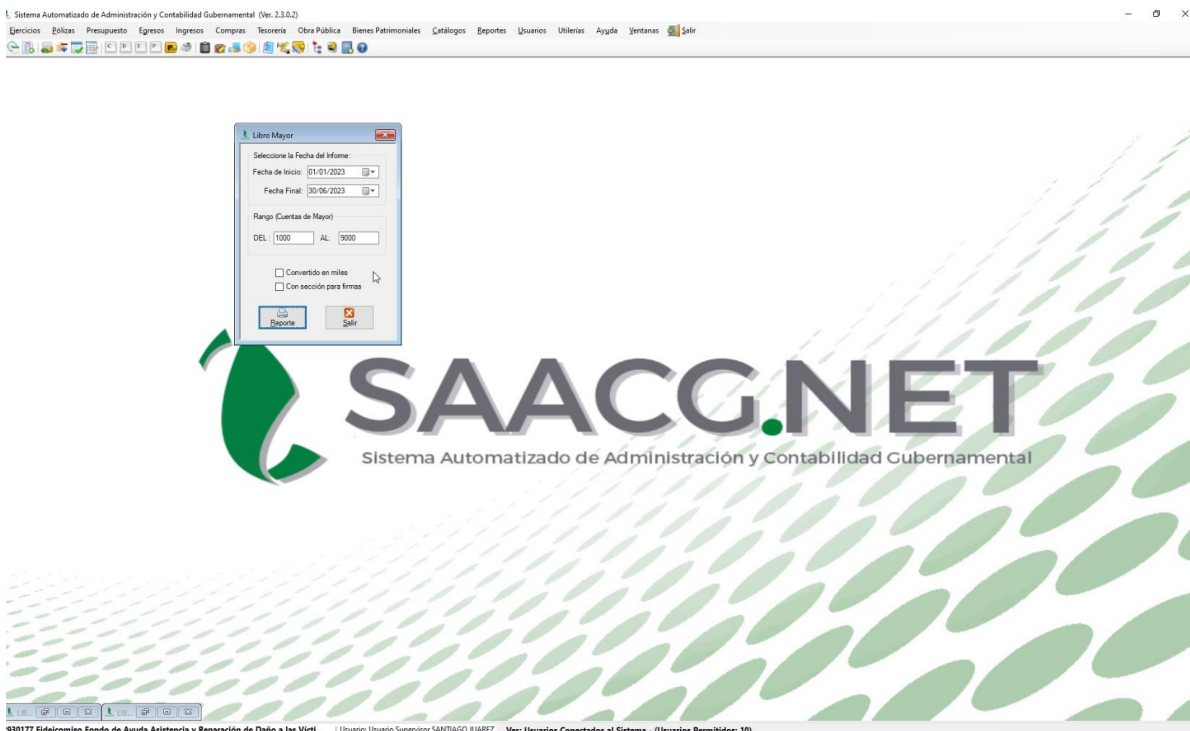 Sistema Automatizado de Administración y Contabilidad Gubernamental (Ver. 2.3.0.2)
Ejercicios Pólizas Presupuesto Egresos Ingresos Compras Tesorería Obra Pública Bienes Patrimoniales Catálogos Reportes Usuarios Utilerías Ayuda Ventanas Salir
C D E P
Libro Mayor
Seleccione la Fecha del Informe:
Fecha de Inicio: 01/01/2023
Fecha Final: 30/06/2023
Rango (Cuentas de Mayor)
DEL : 1000 AL: 9000
Convertido en miles
Con sección para firmas
Reporte Salir
SAACG.NET
Sistema Automatizado de Administración y Contabilidad Gubernamental
930177 Fideicomiso Fondo de Ayuda Asistencia y Reparación de Daño a las Vícti... Usuario: Usuario Supervisor SANTIAGO JUAREZ Ver: Usuarios Conectados al Sistema - (Usuarios Permitidos: 10)